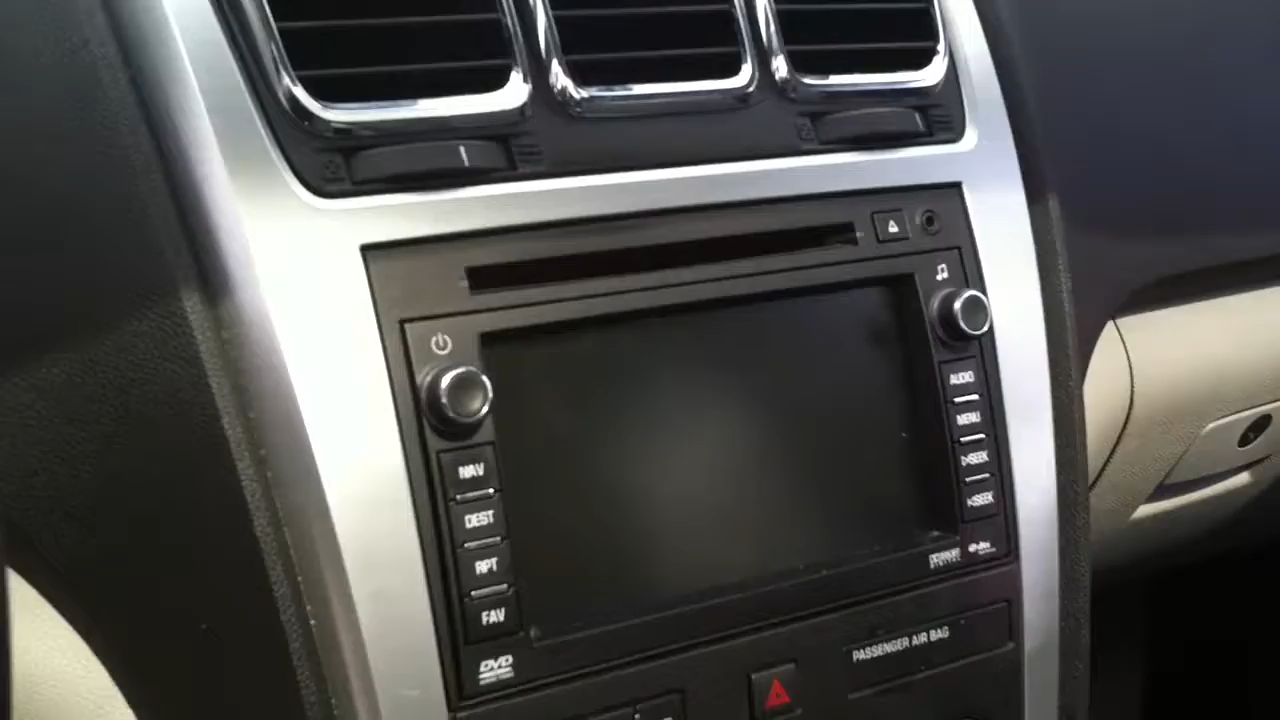 AUDIO
MENU
SEEK
SEEK
NAV
DEST
RPT
FAV
DVD
PASSENGER AIR BAG